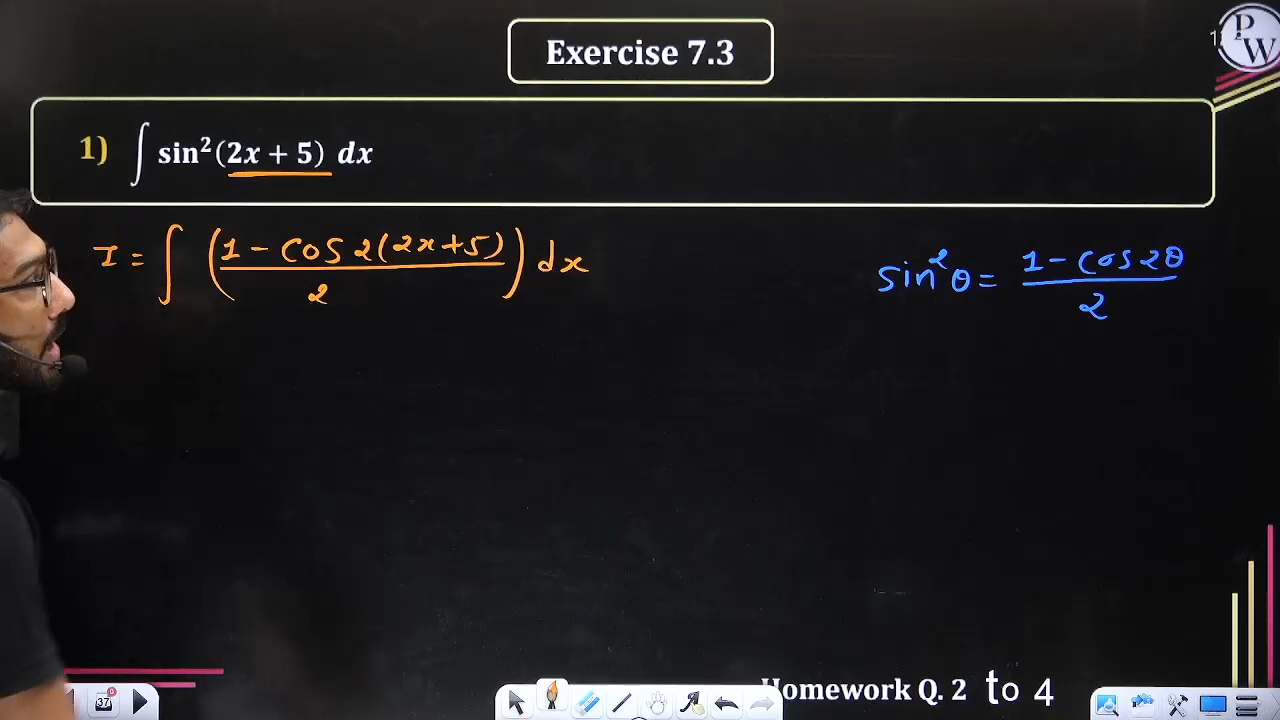 Exercise 7.3
PW
1) ∫ sin²(2x + 5) dx
I = ∫ ((1 - cos 2(2x+5))/2) dx
sin²θ = (1 - cos 2θ)/2
Homework Q. 2 to 4